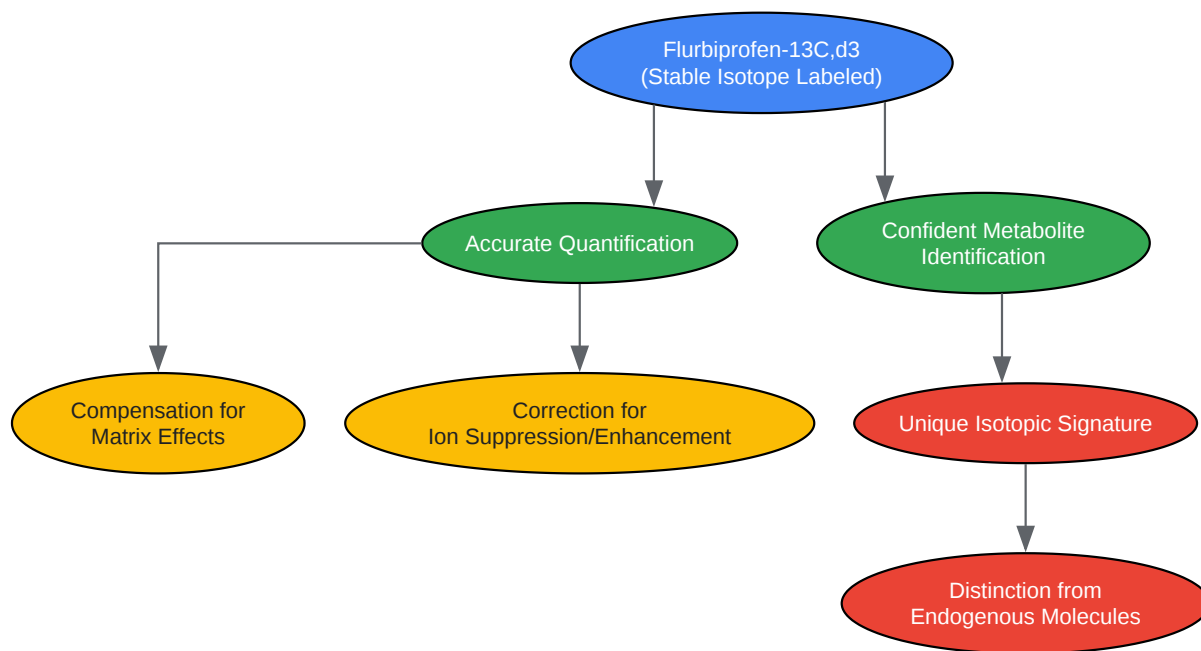 Flurbiprofen-13C,d3
(Stable Isotope Labeled)
Accurate Quantification
Confident Metabolite
Identification
Compensation for
Matrix Effects
Correction for
Ion Suppression/Enhancement
Unique Isotopic Signature
Distinction from
Endogenous Molecules